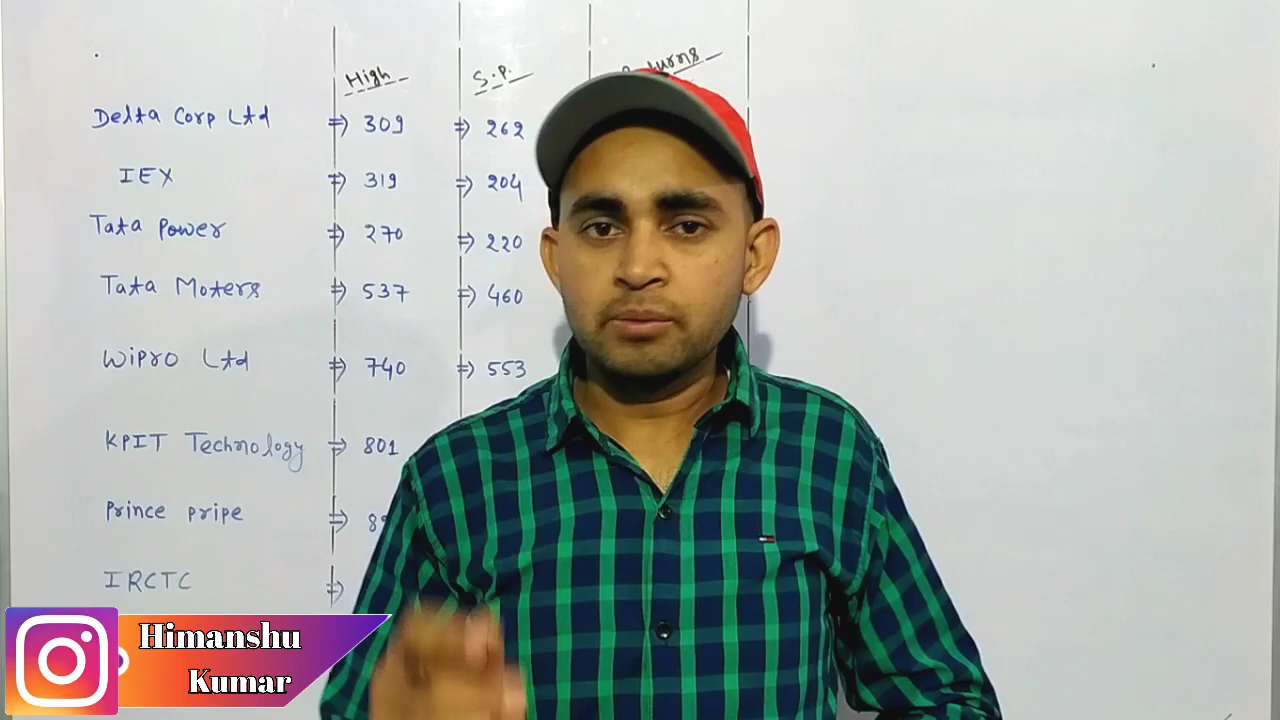 High S.P.
Delta Corp Ltd => 309 => 262
IEX => 319 => 204
Tata Power => 270 => 220
Tata Moters => 537 => 460
Wipro Ltd => 740 => 553
KPIT Technology => 801
Prince pripe =>
IRCTC =>
Himanshu
Kumar